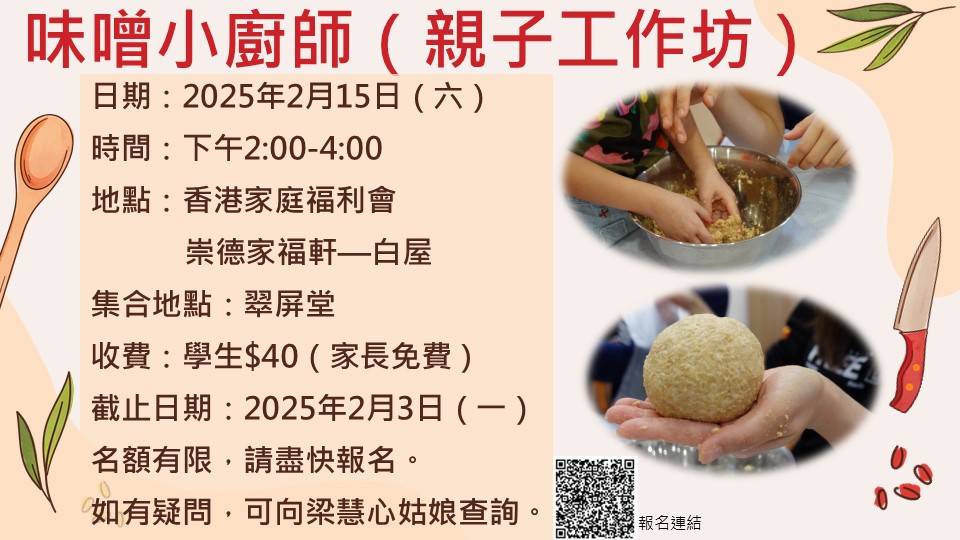 味噌小廚師（親子工作坊）
日期：2025年2月15日（六）
時間：下午2:00-4:00
地點：香港家庭福利會
崇德家福軒—白屋
集合地點：翠屏堂
收費：學生$40（家長免費）
截止日期：2025年2月3日（一）
名額有限，請盡快報名。
如有疑問，可向梁慧心姑娘查詢。
報名連結